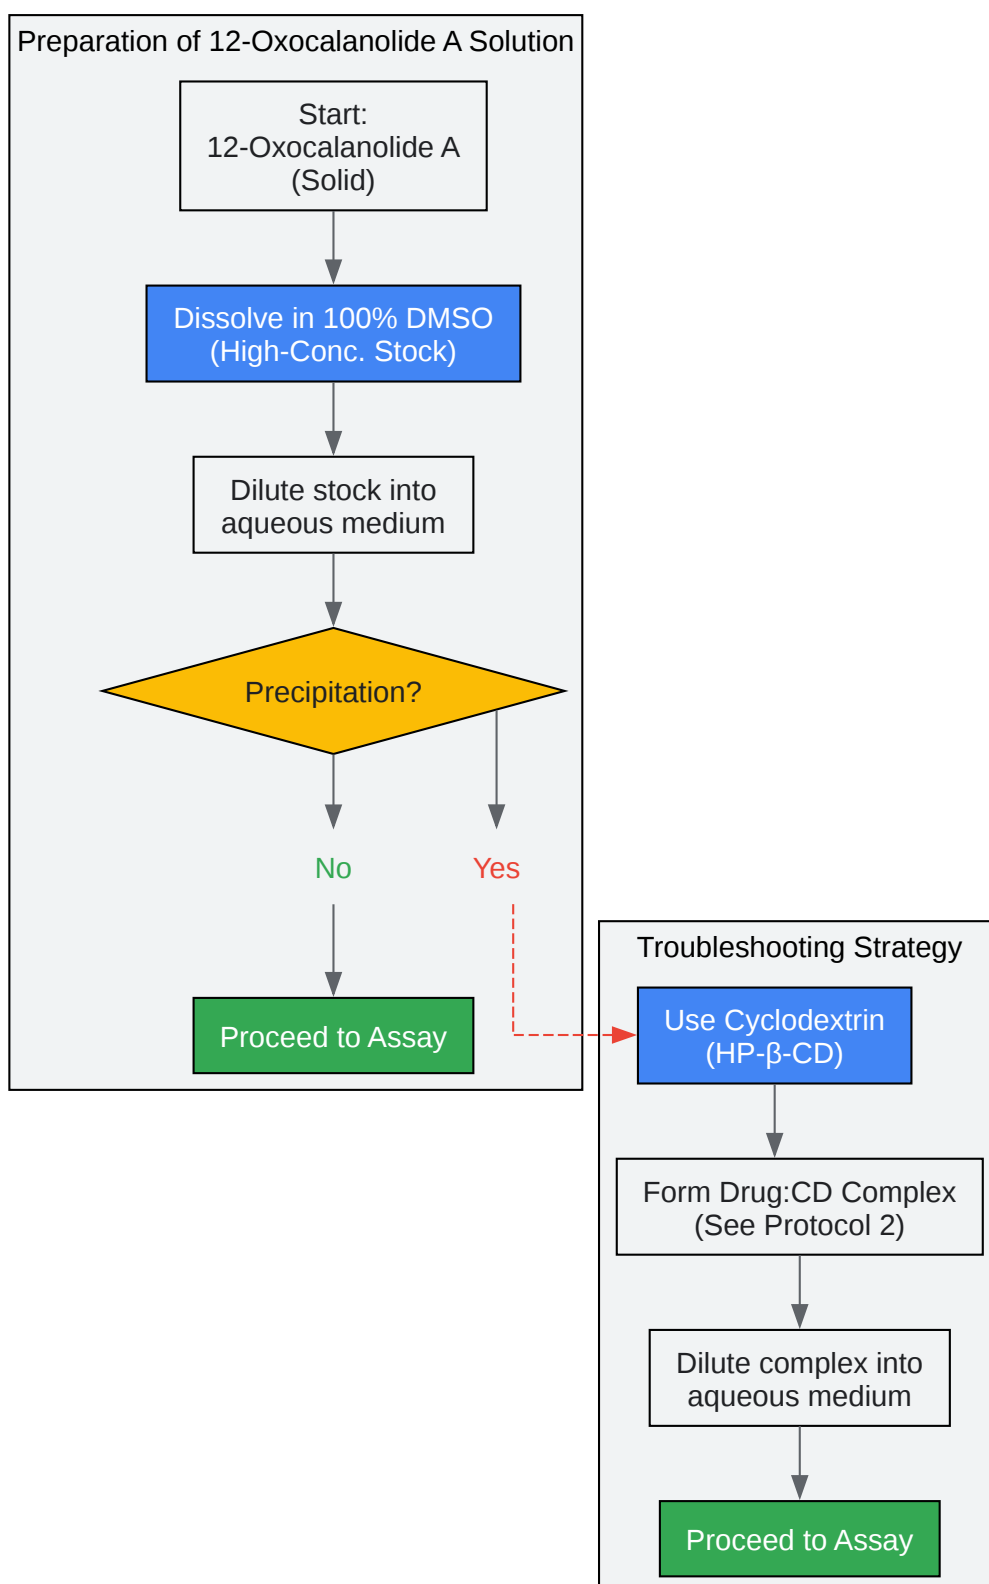 Preparation of 12-Oxocalanolide A Solution
Start:
12-Oxocalanolide A
(Solid)
Dissolve in 100% DMSO
(High-Conc. Stock)
Dilute stock into
aqueous medium
Precipitation?
No
Yes
Proceed to Assay
Troubleshooting Strategy
Use Cyclodextrin
(HP-β-CD)
Form Drug:CD Complex
(See Protocol 2)
Dilute complex into
aqueous medium
Proceed to Assay